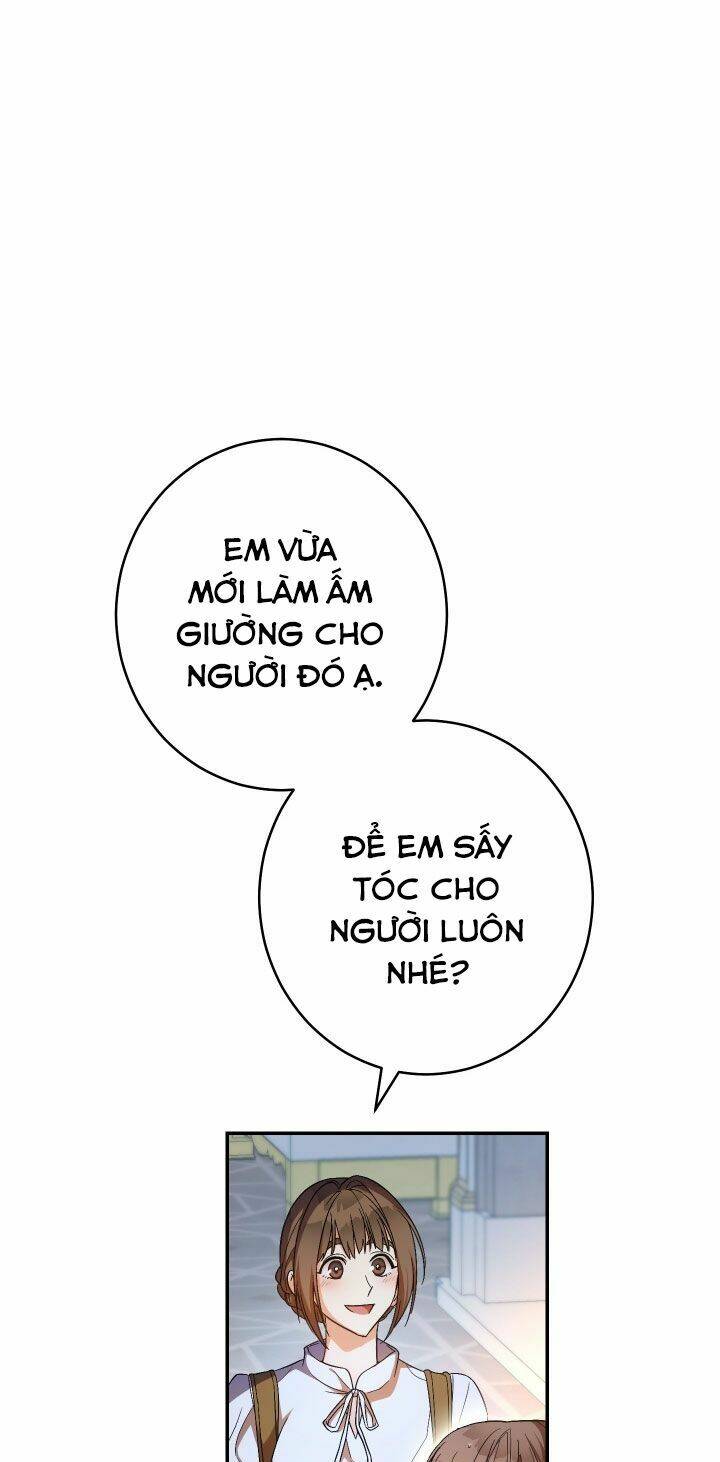 EM VỪA
MỚI LÀM ẤM
GIƯỜNG CHO
NGƯỜI ĐÓ Ạ.
ĐỂ EM SẤY
TÓC CHO
NGƯỜI LUÔN
NHÉ?